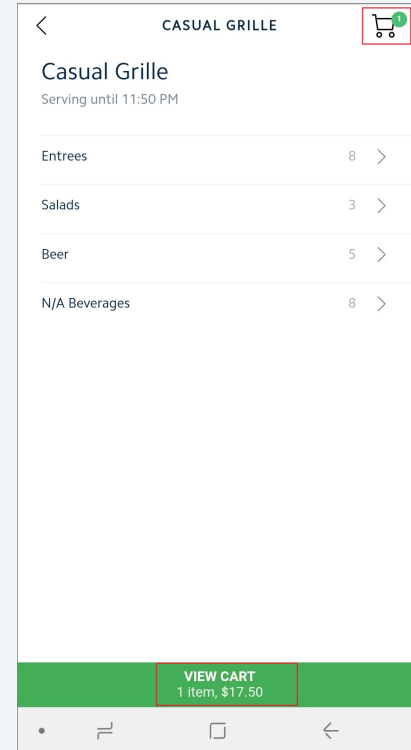 CASUAL GRILLE
1
Casual Grille
Serving until 11:50 PM
Entrees 8
Salads 3
Beer 5
N/A Beverages 8
VIEW CART
1 item, $17.50